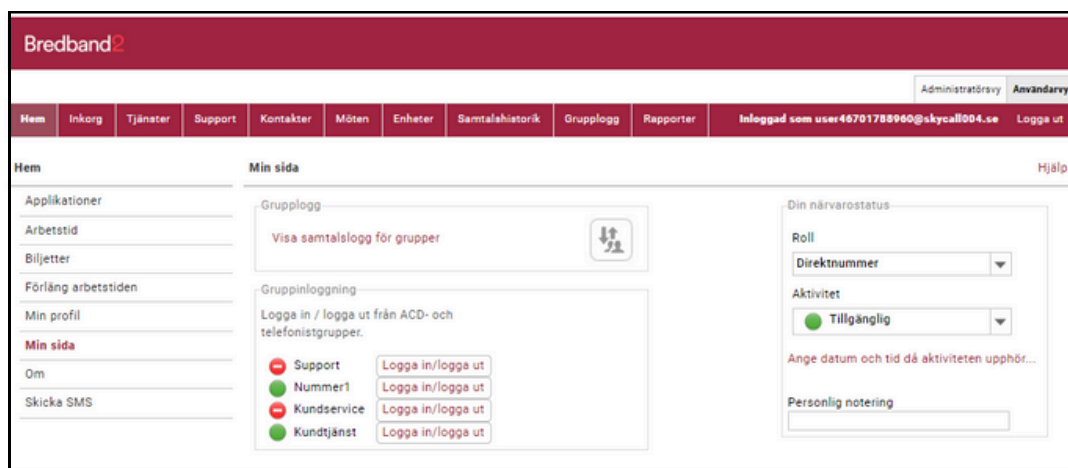 Bredband2
Administratörsvy Användarvy
Hem Inkorg Tjänster Support Kontakter Möten Enheter Samtalshistorik Grupplogg Rapporter Inloggad som user46701788960@skycall004.se Logga ut
Hem
Applikationer
Arbetstid
Biljetter
Förläng arbetstiden
Min profil
Min sida
Om
Skicka SMS
Min sida
Hjälp
Grupplogg
Visa samtalslogg för grupper
Gruppinloggning
Logga in / logga ut från ACD- och
telefonistgrupper.
Support Logga in/logga ut
Nummer1 Logga in/logga ut
Kundservice Logga in/logga ut
Kundtjänst Logga in/logga ut
Din närvarostatus
Roll
Direktnummer
Aktivitet
Tillgänglig
Ange datum och tid då aktiviteten upphör...
Personlig notering